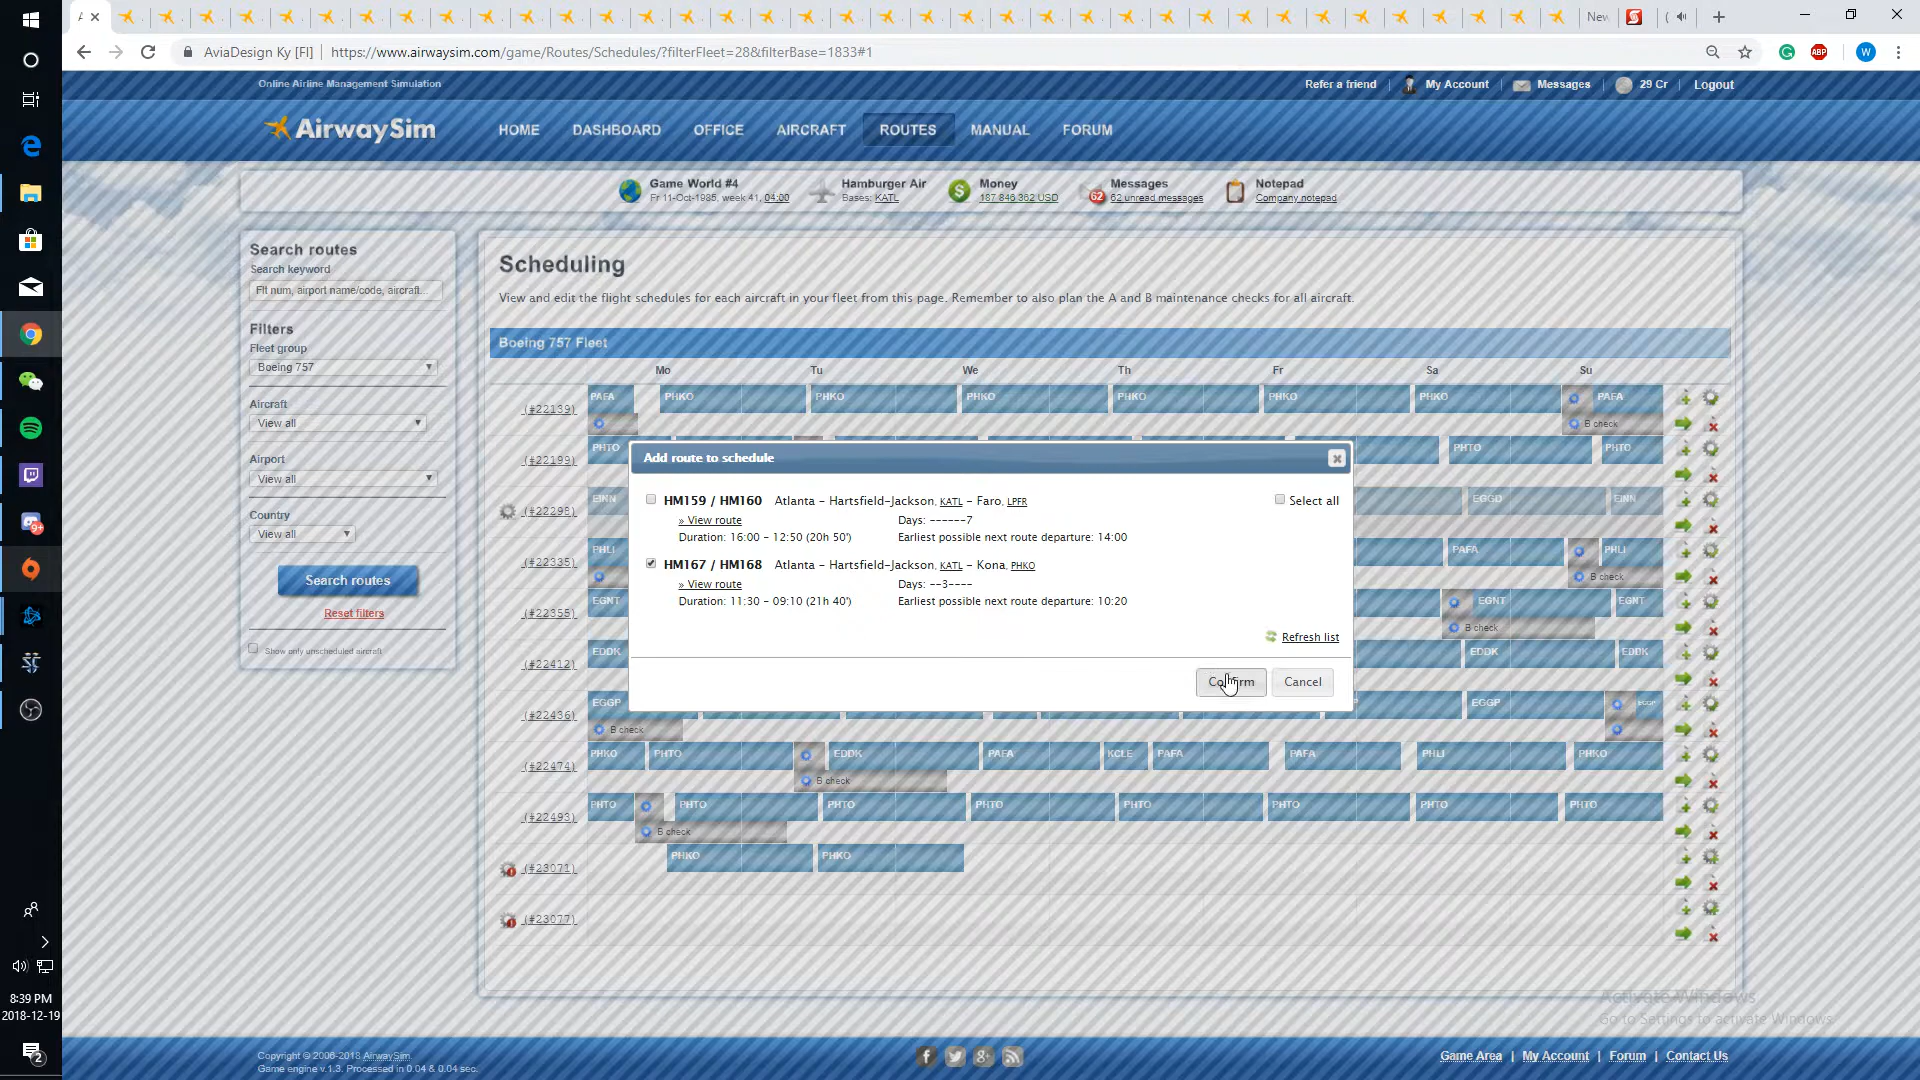 New
AviaDesign Ky [FI]
https://www.airwaysim.com/game/Routes/Schedules/?filterFleet=28&filterBase=1833#1
ABP
W
Online Airline Management Simulation
Refer a friend
My Account
Messages
29 Cr
Logout
AirwaySim
HOME
DASHBOARD
OFFICE
AIRCRAFT
ROUTES
MANUAL
FORUM
Game World #4
Fr 11-Oct-1985, week 41, 04:00
Hamburger Air
Bases: KATL
Money
187 846 362 USD
62
Messages
62 unread messages
Notepad
Company notepad
Search routes
Search keyword
Flt num, airport name/code, aircraft...
Filters
Fleet group
Boeing 757
Aircraft
View all
Airport
View all
Country
View all
Search routes
Reset filters
Show only unscheduled aircraft
Scheduling
View and edit the flight schedules for each aircraft in your fleet from this page. Remember to also plan the A and B maintenance checks for all aircraft.
Boeing 757 Fleet
Mo Tu We Th Fr Sa Su
(#22139) PAFA PHKO PHKO PHKO PHKO PHKO PHKO PAFA
B check
(#22199) PHTO PHTO PHTO
(#22298) EINN EGGD EINN
(#22335) PHLI PAFA PHLI
B check
(#22355) EGNT EGNT EGNT
B check
(#22412) EDDK EDDK EDDK
(#22436) EGGP EGGP EGGP
B check
(#22474) PHKO PHTO EDDK PAFA KCLE PAFA PAFA PHLI PHKO
B check
(#22493) PHTO PHTO PHTO PHTO PHTO PHTO PHTO PHTO
B check
(#23071) PHKO PHKO
(#23077)
Add route to schedule
HM159 / HM160 Atlanta - Hartsfield-Jackson, KATL - Faro, LPFR
Select all
» View route
Days: ------7
Duration: 16:00 - 12:50 (20h 50')
Earliest possible next route departure: 14:00
HM167 / HM168 Atlanta - Hartsfield-Jackson, KATL - Kona, PHKO
» View route
Days: --3----
Duration: 11:30 - 09:10 (21h 40')
Earliest possible next route departure: 10:20
Refresh list
Confirm
Cancel
Activate Windows
Go to Settings to activate Windows.
8:39 PM
2018-12-19
2
9+
Copyright © 2006-2018 AirwaySim.
Game engine v.1.3. Processed in 0.04 & 0.04 sec.
Game Area | My Account | Forum | Contact Us